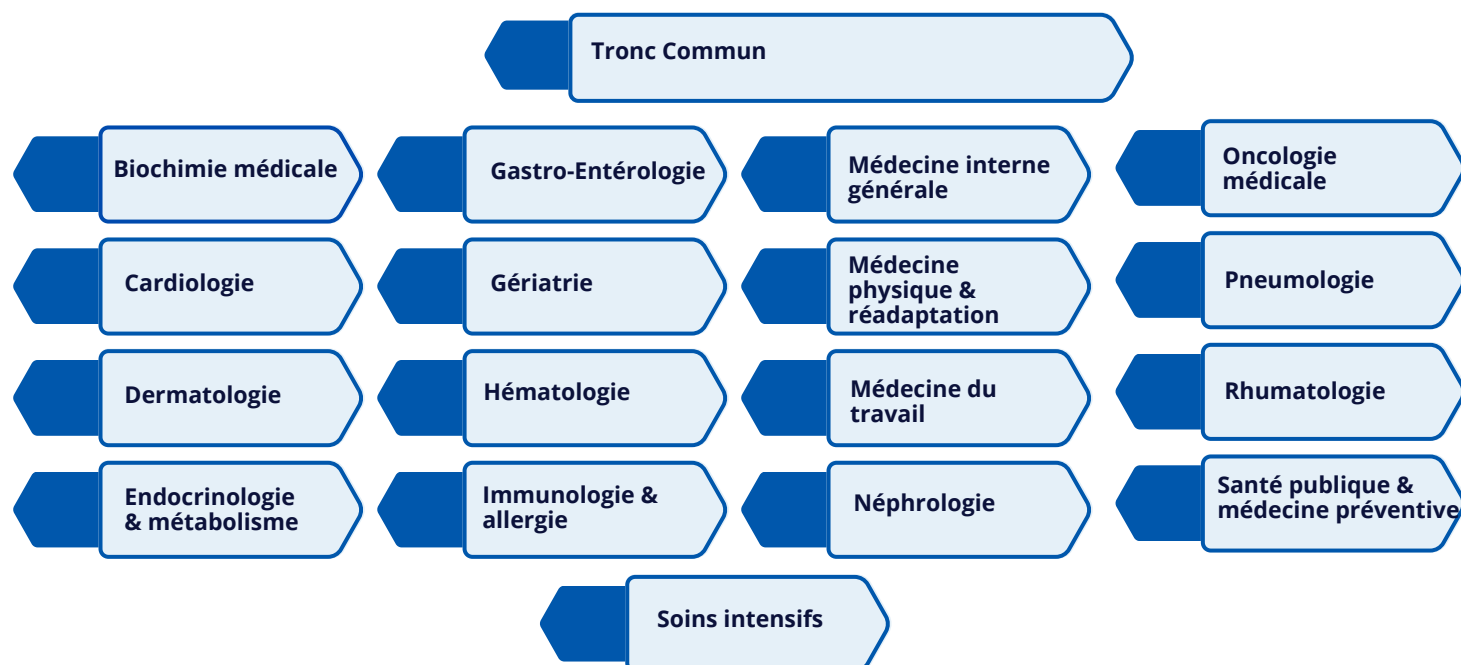 Tronc Commun
Biochimie médicale
Gastro-Entérologie
Médecine interne
générale
Oncologie
médicale
Cardiologie
Gériatrie
Médecine
physique &
réadaptation
Pneumologie
Dermatologie
Hématologie
Médecine du
travail
Rhumatologie
Endocrinologie
& métabolisme
Immunologie &
allergie
Néphrologie
Santé publique &
médecine préventive
Soins intensifs